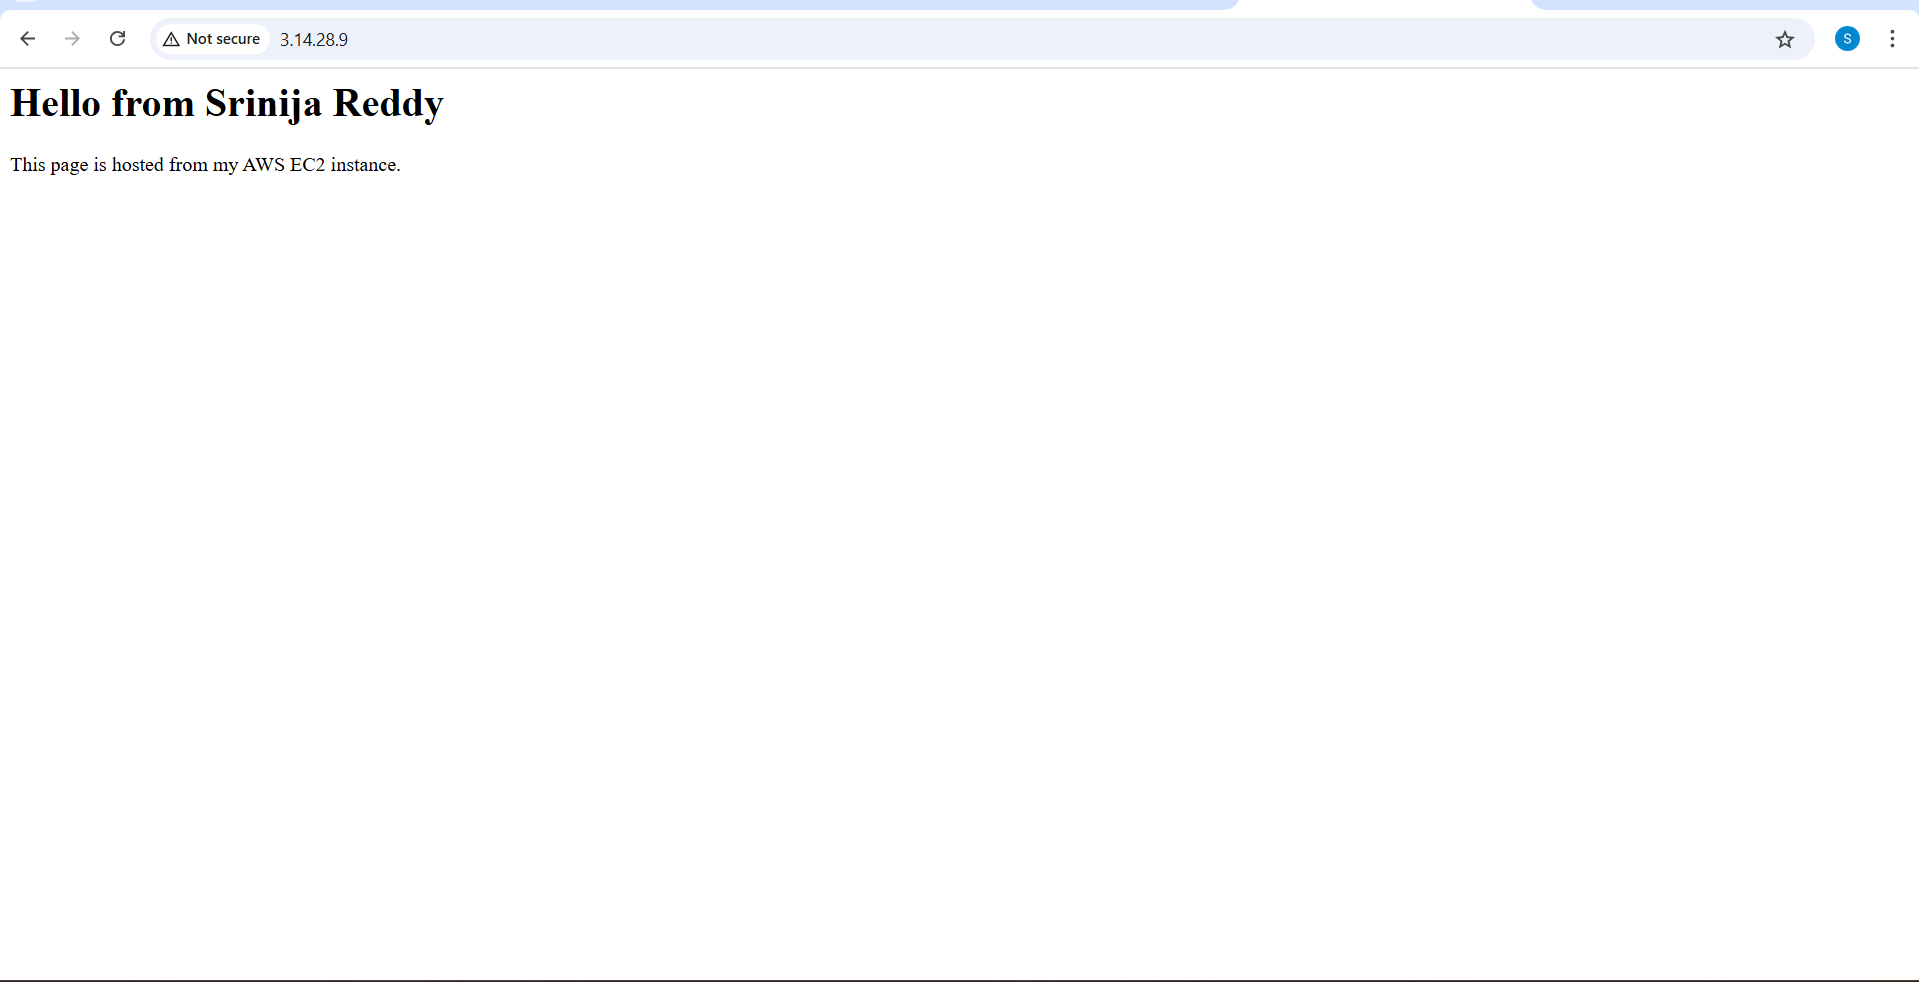 Not secure 3.14.28.9
S
Hello from Srinija Reddy
This page is hosted from my AWS EC2 instance.